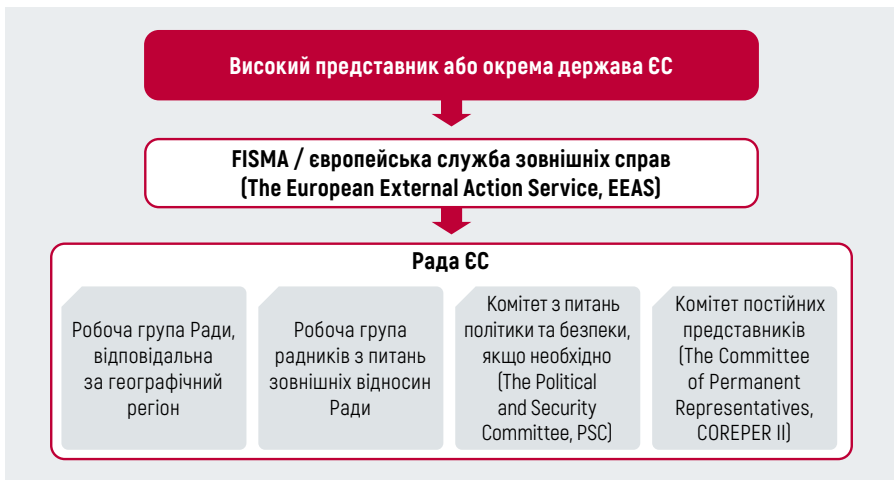 Високий представник або окрема держава ЄС
FISMA / європейська служба зовнішніх справ
(The European External Action Service, EEAS)
Рада ЄС
Робоча група Ради,
відповідальна
за географічний
регіон
Робоча група
радників з питань
зовнішніх відносин
Ради
Комітет з питань
політики та безпеки,
якщо необхідно
(The Political
and Security
Committee, PSC)
Комітет постійних
представників
(The Committee
of Permanent
Representatives,
COREPER II)